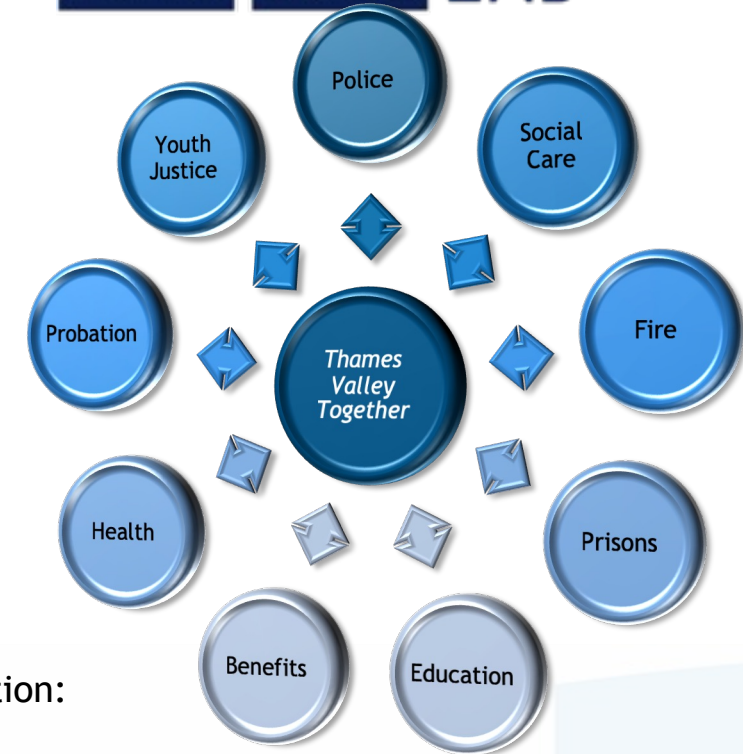 Police
Social
Care
Fire
Prisons
Education
Benefits
Health
Probation
Youth
Justice
Thames
Valley
Together
tion: